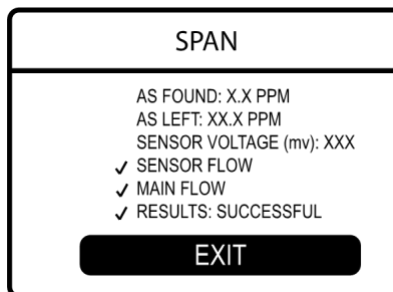 SPAN
AS FOUND: X.X PPM
AS LEFT: XX.X PPM
SENSOR VOLTAGE (mv): XXX
✓ SENSOR FLOW
✓ MAIN FLOW
✓ RESULTS: SUCCESSFUL
EXIT